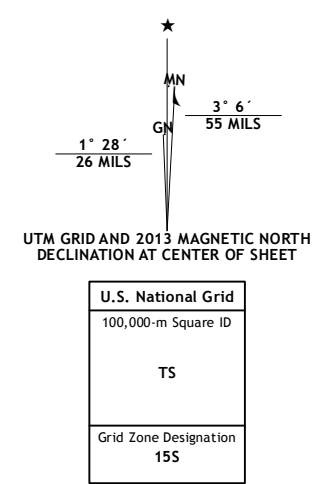 MN
3° 6´
55 MILS
GN
1° 28´
26 MILS
UTM GRID AND 2013 MAGNETIC NORTH
DECLINATION AT CENTER OF SHEET
U.S. National Grid
100,000-m Square ID
TS
Grid Zone Designation
15S